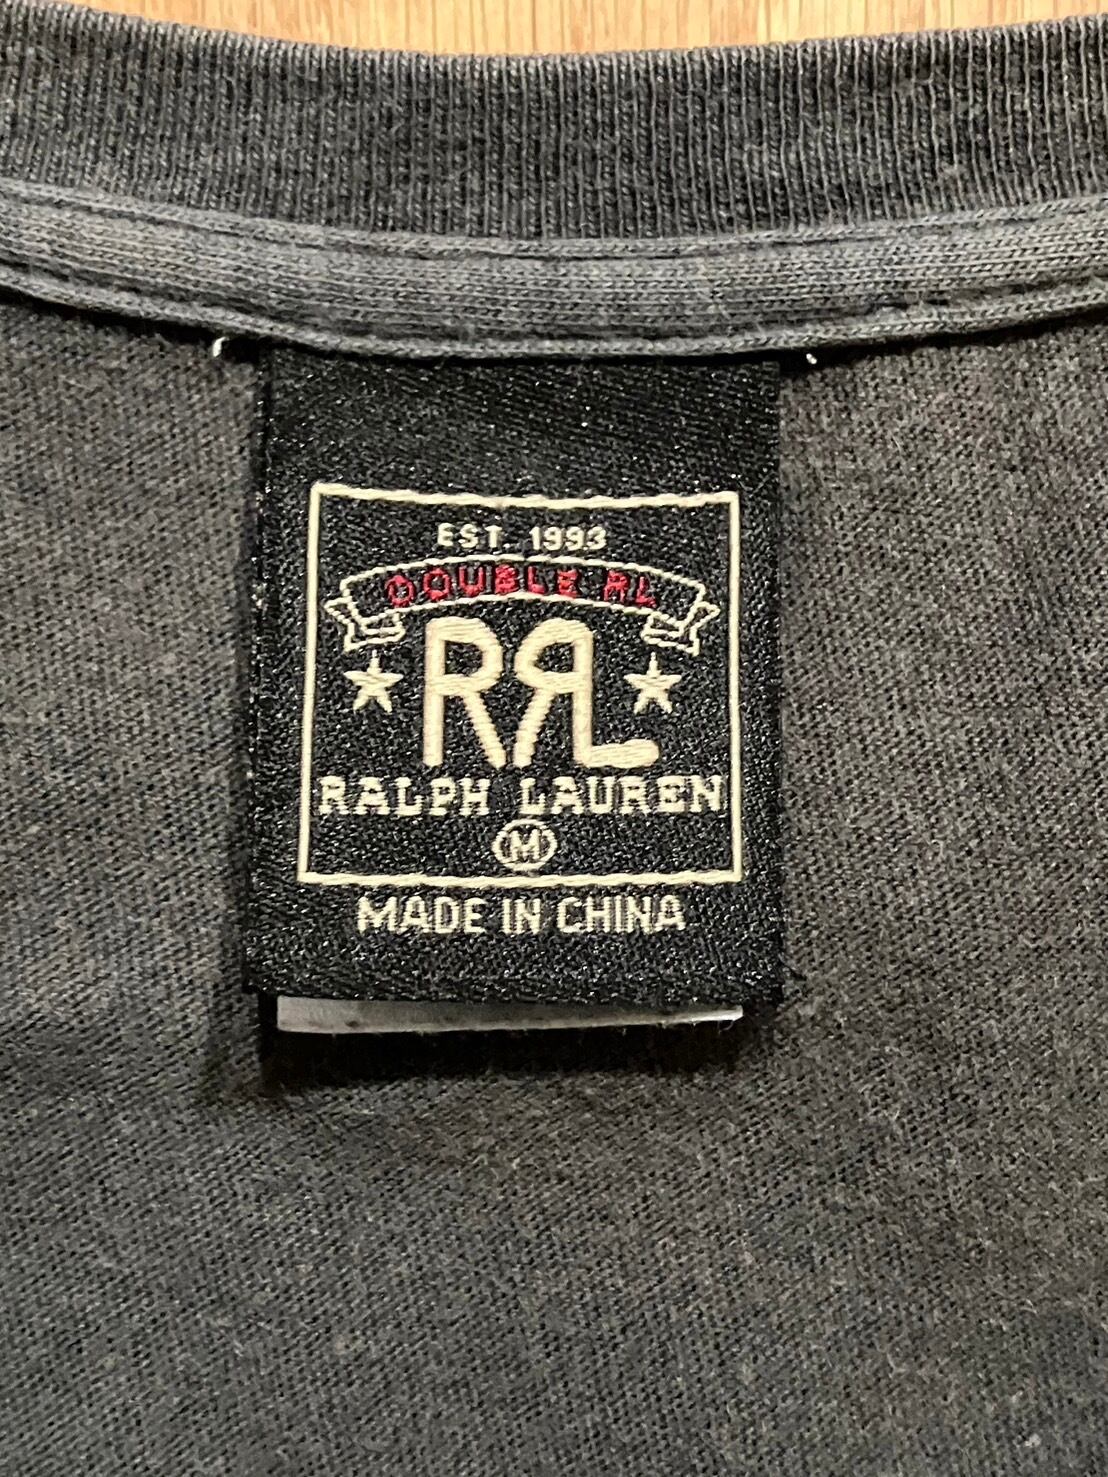 EST. 1993
DOUBLE RL
RRL
RALPH LAUREN
M
MADE IN CHINA